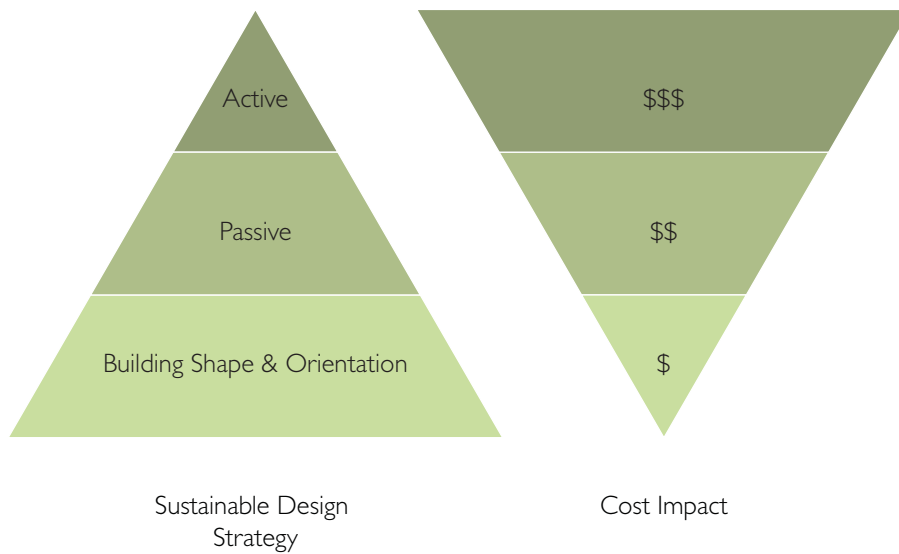 Active
$$$
Passive
$$
Building Shape & Orientation
$
Sustainable Design
Strategy
Cost Impact